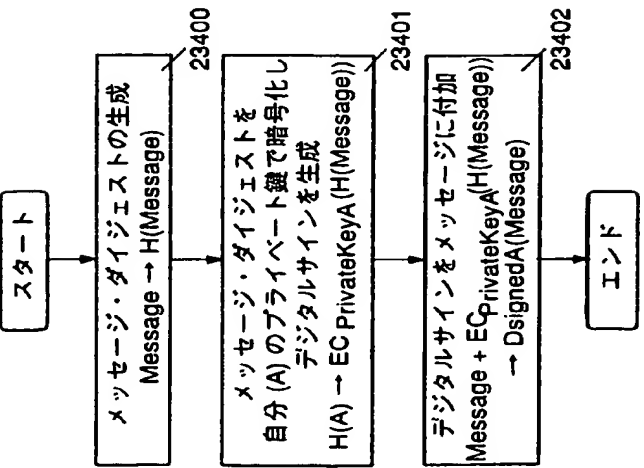 スタート
メッセージ・ダイジェストの生成
Message → H(Message)
23400
メッセージ・ダイジェストを
自分(A)のプライベート鍵で暗号化し
デジタルサインを生成
H(A) → EC PrivateKeyA (H(Message))
23401
デジタルサインをメッセージに付加
Message + EC PrivateKeyA (H(Message))
→ DsignedA(Message)
23402
エンド